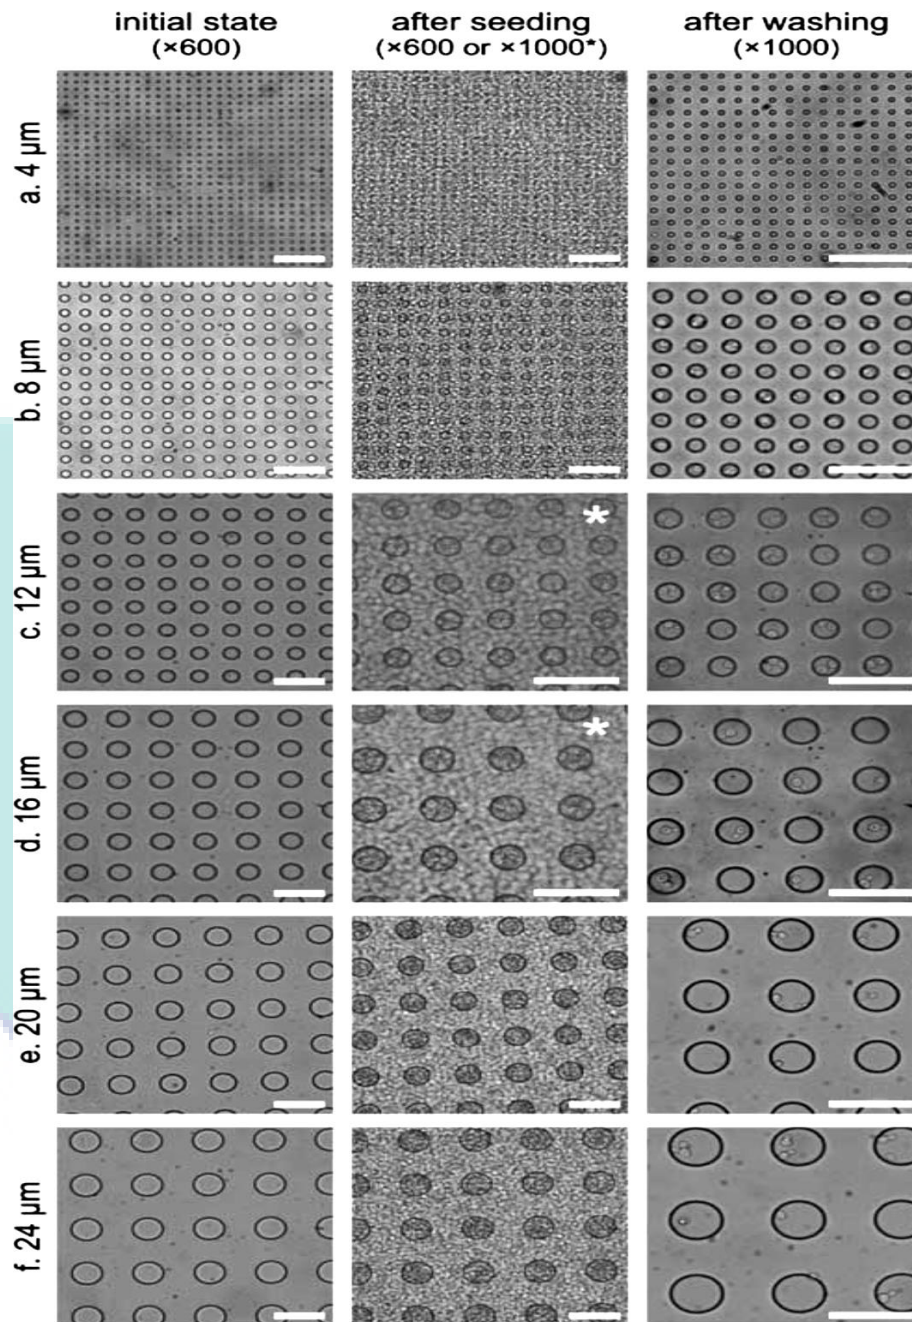 initial state
(×600)
after seeding
(×600 or ×1000*)
after washing
(×1000)
a. 4 µm
b. 8 µm
c. 12 µm
*
d. 16 µm
*
e. 20 µm
f. 24 µm